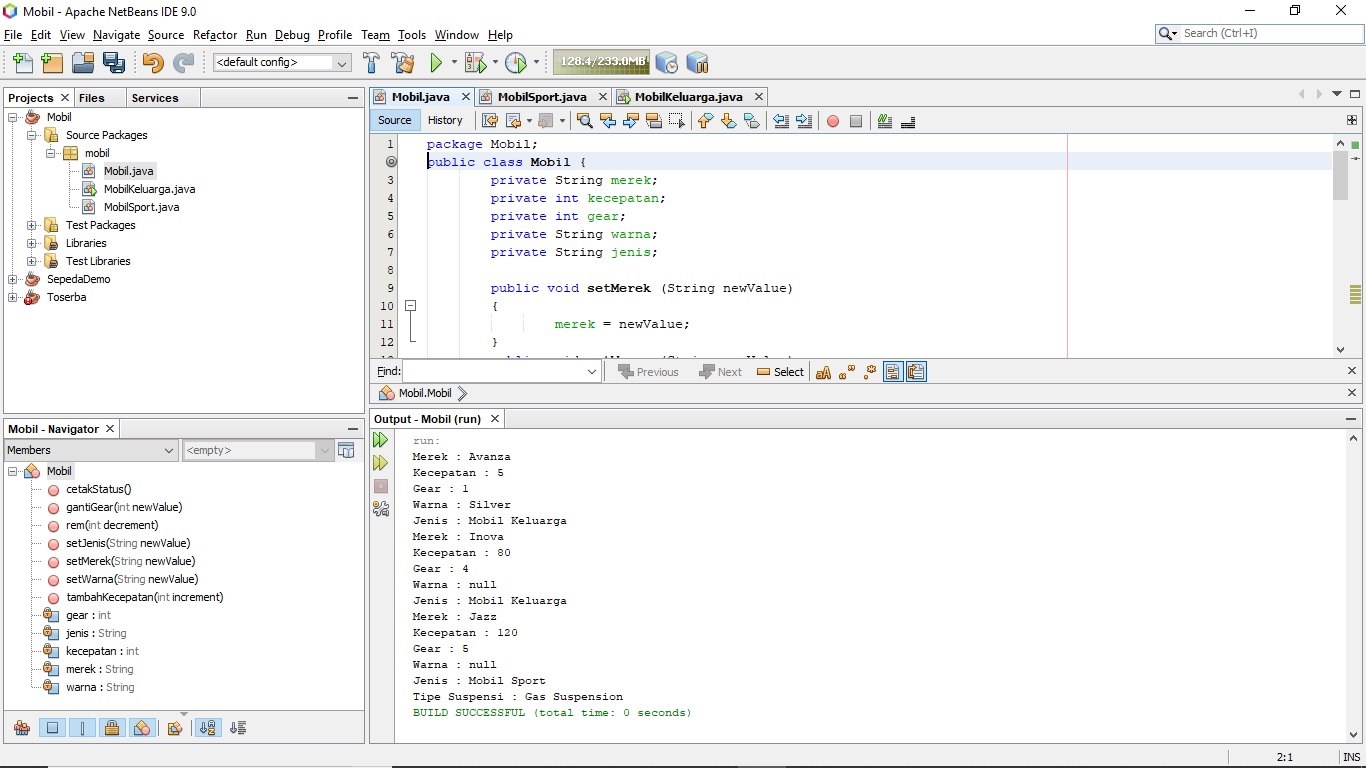 Mobil - Apache NetBeans IDE 9.0
File Edit View Navigate Source Refactor Run Debug Profile Team Tools Window Help
Search (Ctrl+I)
<default config>
128.4/233.0MB
Projects Files Services
Mobil
Source Packages
mobil
Mobil.java
MobilKeluarga.java
MobilSport.java
Test Packages
Libraries
Test Libraries
SepedaDemo
Toserba
Mobil.java MobilSport.java MobilKeluarga.java
Source History
1 package Mobil;
public class Mobil {
3 private String merek;
4 private int kecepatan;
5 private int gear;
6 private String warna;
7 private String jenis;
8
9 public void setMerek (String newValue)
10 {
11 merek = newValue;
12 }
Find: Previous Next Select
Mobil.Mobil
Mobil - Navigator
Members <empty>
Mobil
cetakStatus()
gantiGear(int newValue)
rem(int decrement)
setJenis(String newValue)
setMerek(String newValue)
setWarna(String newValue)
tambahKecepatan(int increment)
gear : int
jenis : String
kecepatan : int
merek : String
warna : String
Output - Mobil (run)
run:
Merek : Avanza
Kecepatan : 5
Gear : 1
Warna : Silver
Jenis : Mobil Keluarga
Merek : Inova
Kecepatan : 80
Gear : 4
Warna : null
Jenis : Mobil Keluarga
Merek : Jazz
Kecepatan : 120
Gear : 5
Warna : null
Jenis : Mobil Sport
Tipe Suspensi : Gas Suspension
BUILD SUCCESSFUL (total time: 0 seconds)
2:1 INS